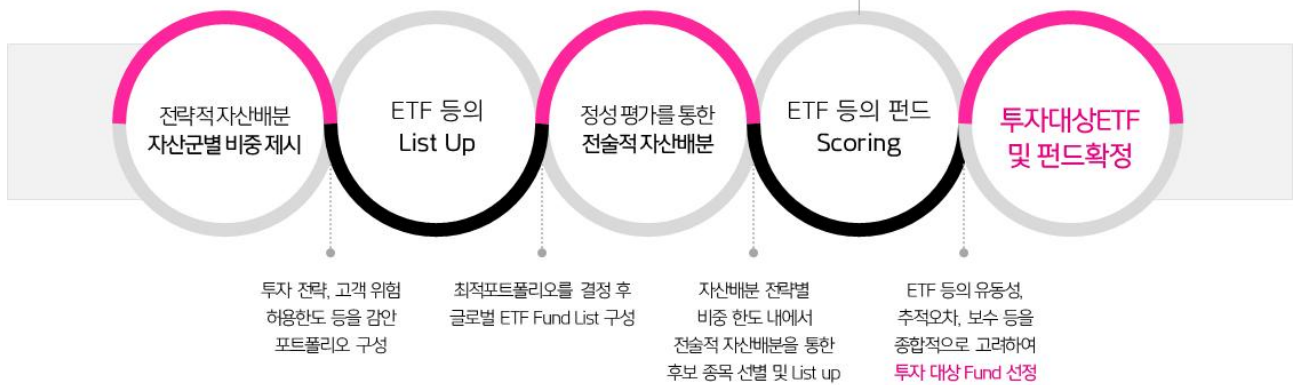 전략적 자산배분
자산군별 비중 제시
ETF 등의
List Up
정성 평가를 통한
전술적 자산배분
ETF 등의 펀드
Scoring
투자대상ETF
및 펀드확정
투자 전략, 고객 위험
허용한도 등을 감안
포트폴리오 구성
최적포트폴리오를 결정 후
글로벌 ETF Fund List 구성
자산배분 전략별
비중 한도 내에서
전술적 자산배분을 통한
후보 종목 선별 및 List up
ETF 등의 유동성,
추적오차, 보수 등을
종합적으로 고려하여
투자 대상 Fund 선정